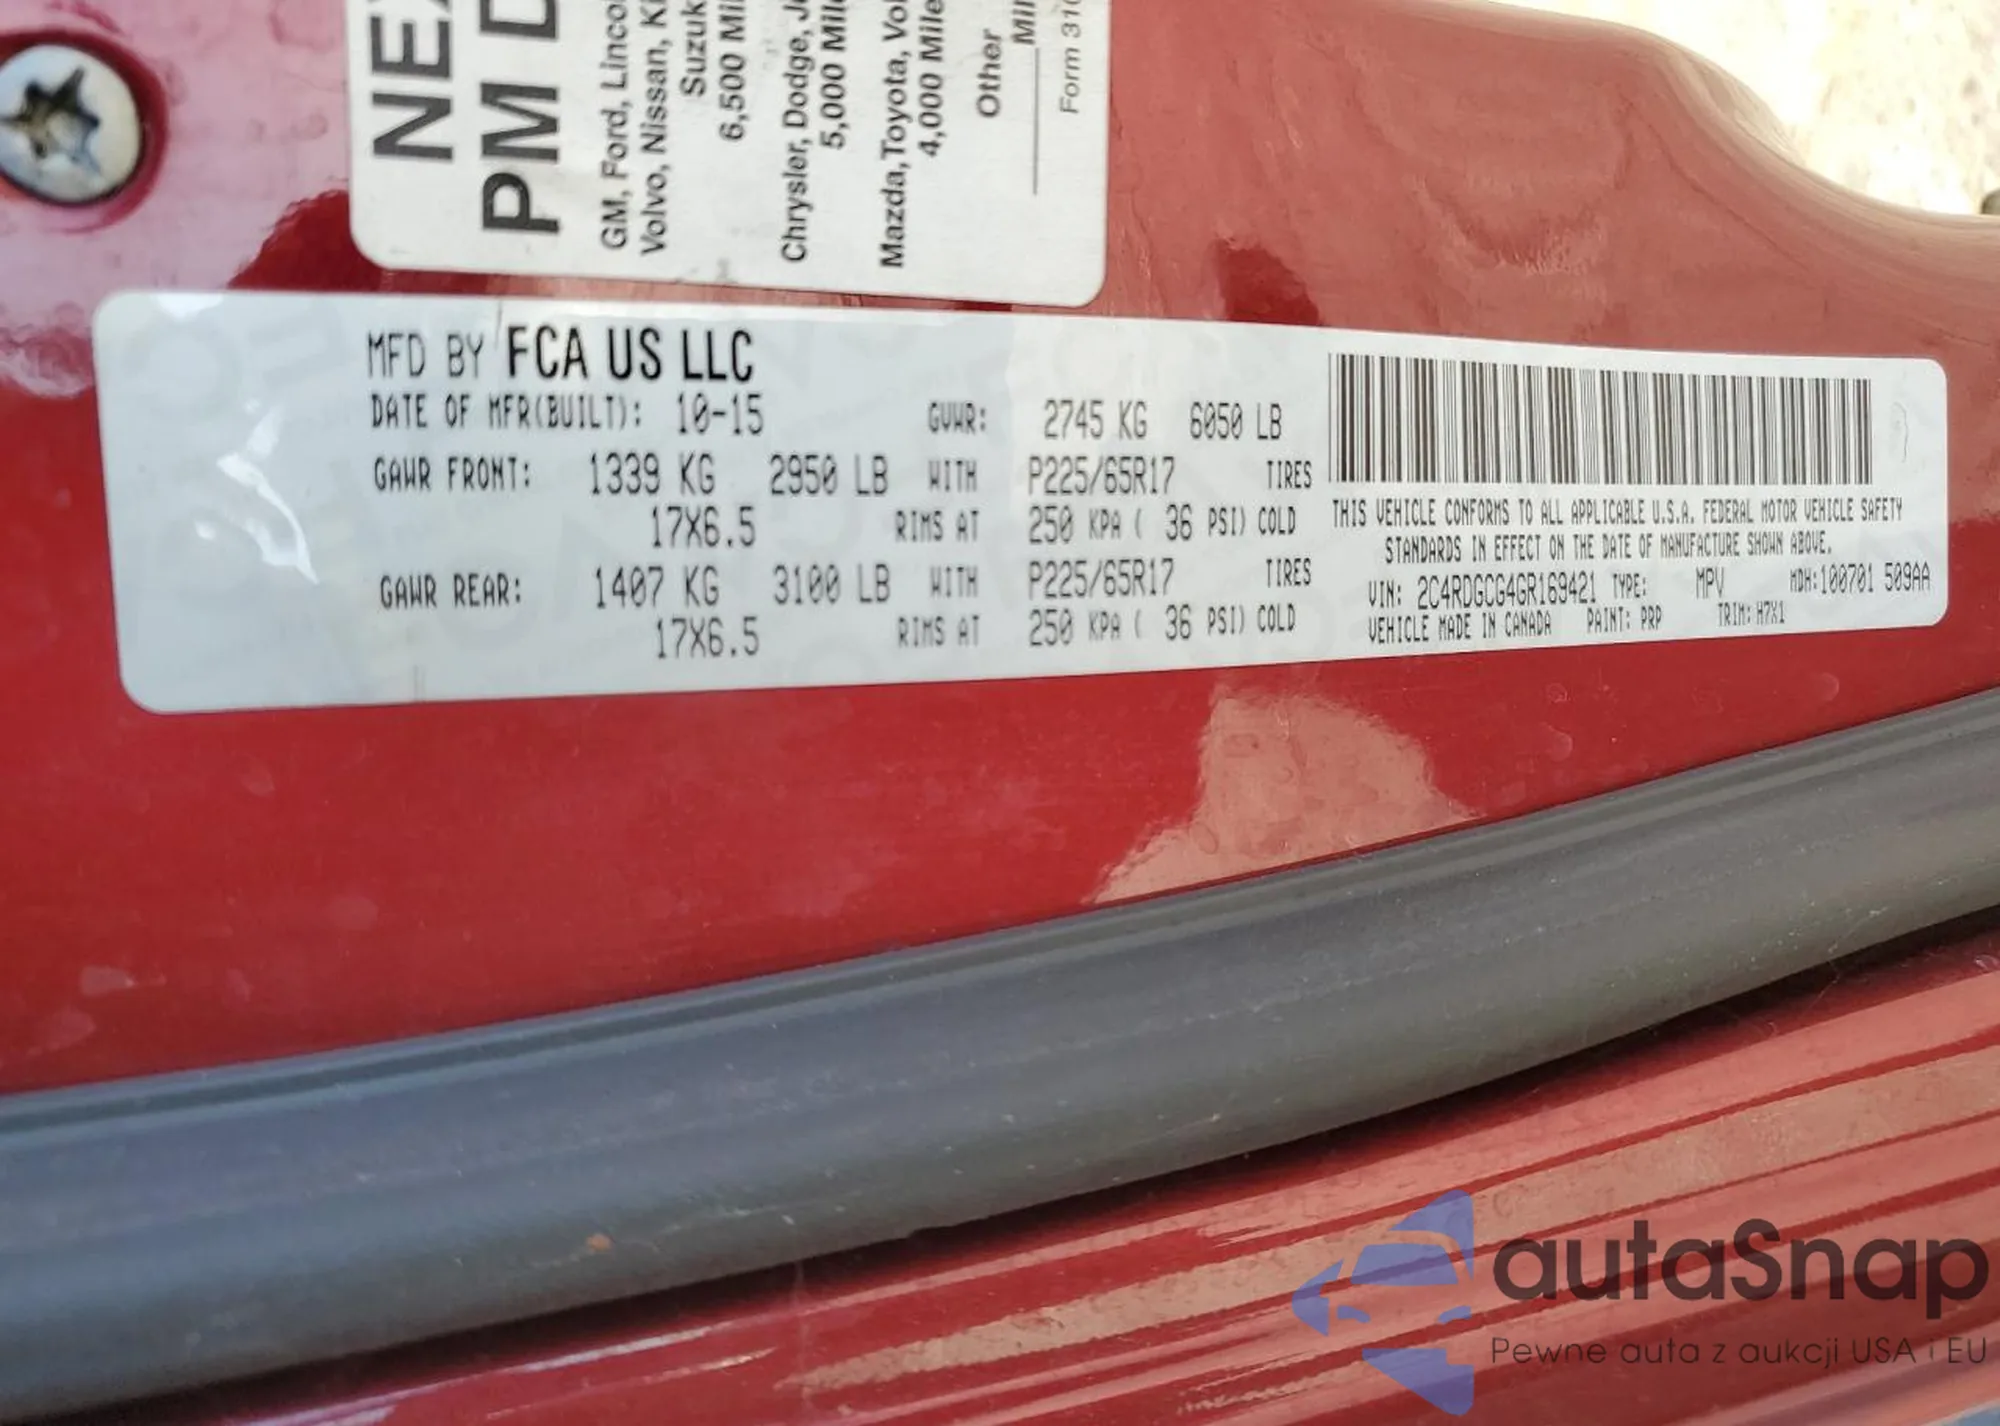 NEX
PM D
GM, Ford, Lincol
Volvo, Nissan, Ki
Suzuk
6,500 Mil
Chrysler, Dodge, Je
5,000 Mile
Mazda, Toyota, Vol
4,000 Mile
Other
Mil
Form 310
MFD BY FCA US LLC
DATE OF MFR(BUILT): 10-15 GVWR: 2745 KG 6050 LB
GAWR FRONT: 1339 KG 2950 LB WITH P225/65R17 TIRES
17X6.5 RIMS AT 250 KPA ( 36 PSI) COLD
GAWR REAR: 1407 KG 3100 LB WITH P225/65R17 TIRES
17X6.5 RIMS AT 250 KPA ( 36 PSI) COLD
THIS VEHICLE CONFORMS TO ALL APPLICABLE U.S.A. FEDERAL MOTOR VEHICLE SAFETY
STANDARDS IN EFFECT ON THE DATE OF MANUFACTURE SHOWN ABOVE.
VIN: 2C4RDGCG4GR169421 TYPE: MPV MDH:100701 509AA
VEHICLE MADE IN CANADA PAINT: PRP TRIM: H7X1
autaSnap
Pewne auta z aukcji USA i EU